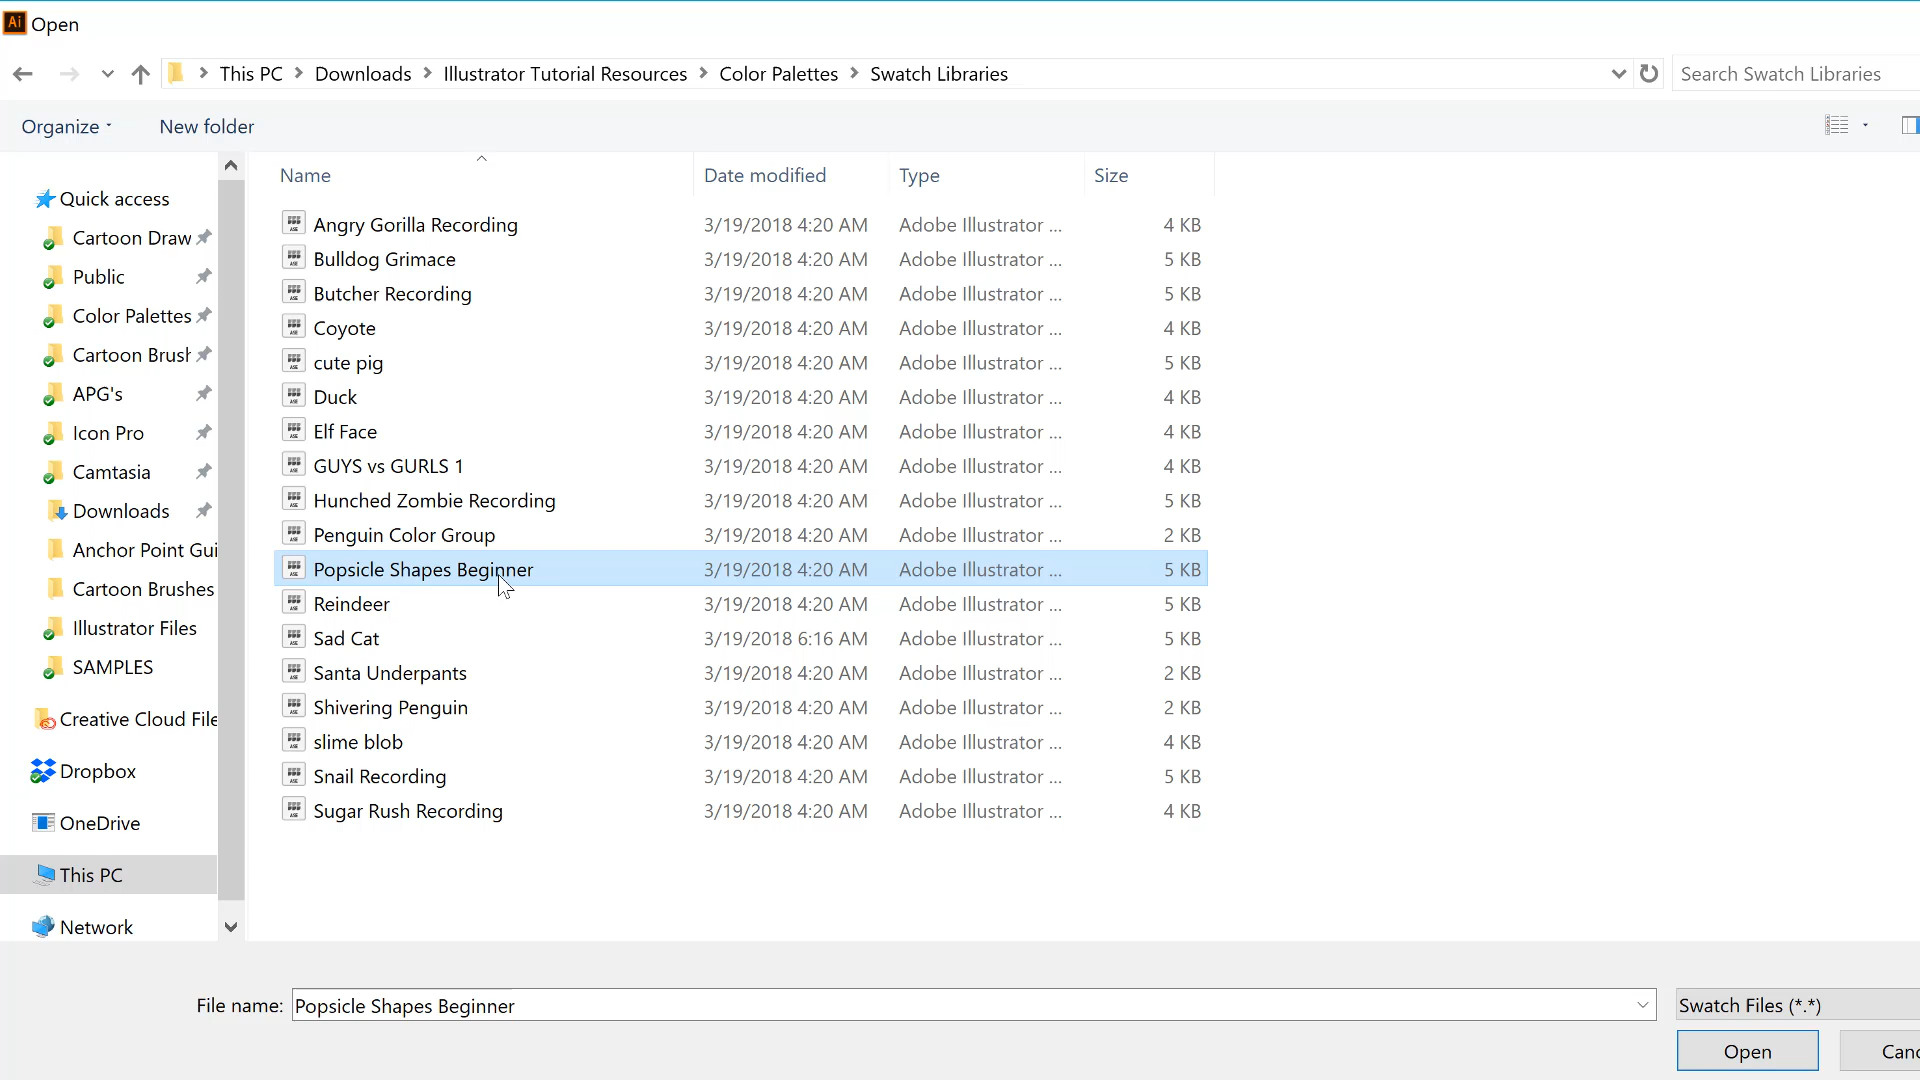 Ai Open
This PC > Downloads > Illustrator Tutorial Resources > Color Palettes > Swatch Libraries
Search Swatch Libraries
Organize New folder
Name Date modified Type Size
Quick access
Cartoon Draw
Public
Color Palettes
Cartoon Brush
APG's
Icon Pro
Camtasia
Downloads
Anchor Point Gui
Cartoon Brushes
Illustrator Files
SAMPLES
Creative Cloud File
Dropbox
OneDrive
This PC
Network
Angry Gorilla Recording 3/19/2018 4:20 AM Adobe Illustrator ... 4 KB
Bulldog Grimace 3/19/2018 4:20 AM Adobe Illustrator ... 5 KB
Butcher Recording 3/19/2018 4:20 AM Adobe Illustrator ... 5 KB
Coyote 3/19/2018 4:20 AM Adobe Illustrator ... 4 KB
cute pig 3/19/2018 4:20 AM Adobe Illustrator ... 5 KB
Duck 3/19/2018 4:20 AM Adobe Illustrator ... 4 KB
Elf Face 3/19/2018 4:20 AM Adobe Illustrator ... 4 KB
GUYS vs GURLS 1 3/19/2018 4:20 AM Adobe Illustrator ... 4 KB
Hunched Zombie Recording 3/19/2018 4:20 AM Adobe Illustrator ... 5 KB
Penguin Color Group 3/19/2018 4:20 AM Adobe Illustrator ... 2 KB
Popsicle Shapes Beginner 3/19/2018 4:20 AM Adobe Illustrator ... 5 KB
Reindeer 3/19/2018 4:20 AM Adobe Illustrator ... 5 KB
Sad Cat 3/19/2018 6:16 AM Adobe Illustrator ... 5 KB
Santa Underpants 3/19/2018 4:20 AM Adobe Illustrator ... 2 KB
Shivering Penguin 3/19/2018 4:20 AM Adobe Illustrator ... 2 KB
slime blob 3/19/2018 4:20 AM Adobe Illustrator ... 4 KB
Snail Recording 3/19/2018 4:20 AM Adobe Illustrator ... 5 KB
Sugar Rush Recording 3/19/2018 4:20 AM Adobe Illustrator ... 4 KB
File name: Popsicle Shapes Beginner
Swatch Files (*.*)
Open Canc